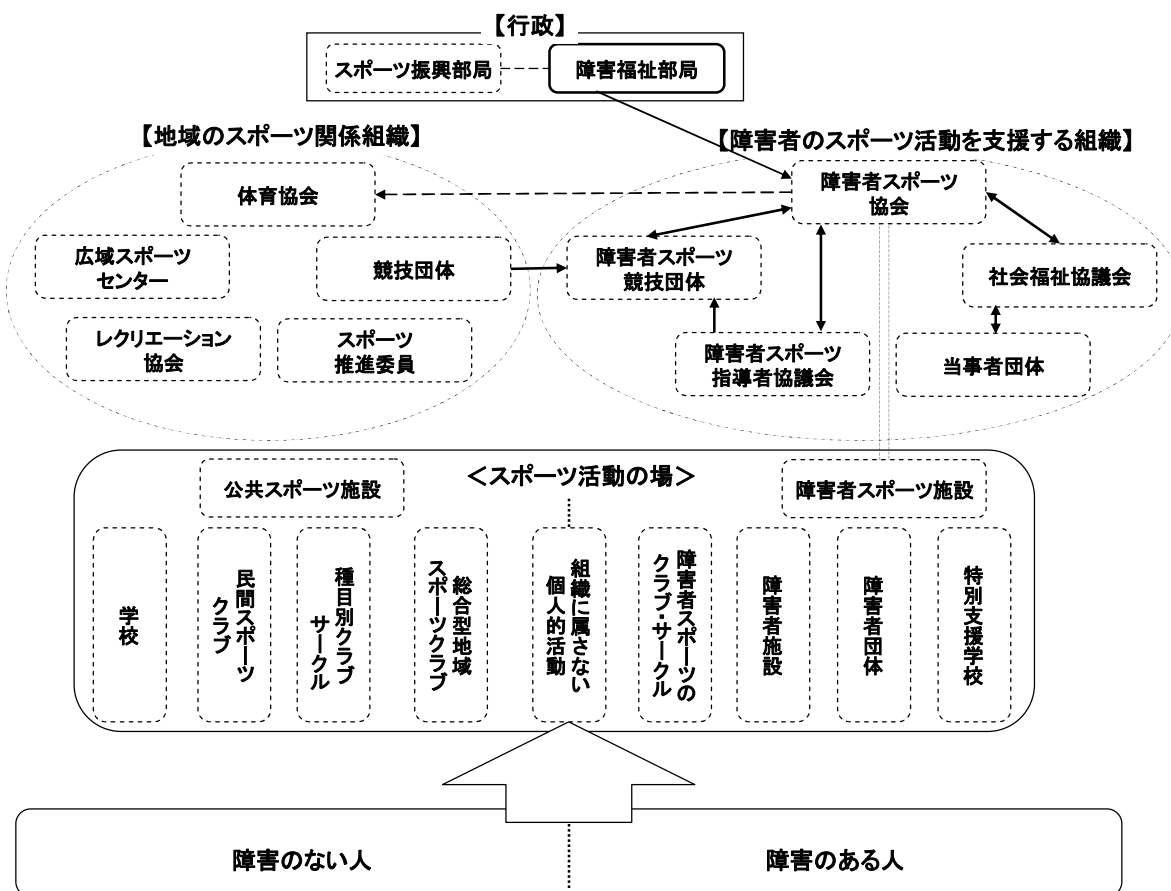 【行政】
スポーツ振興部局
障害福祉部局
【地域のスポーツ関係組織】
【障害者のスポーツ活動を支援する組織】
体育協会
障害者スポーツ
協会
広域スポーツ
センター
競技団体
障害者スポーツ
競技団体
社会福祉協議会
レクリエーション
協会
スポーツ
推進委員
障害者スポーツ
指導者協議会
当事者団体
＜スポーツ活動の場＞
公共スポーツ施設
障害者スポーツ施設
学校
民間スポーツ
クラブ
種目別クラブ
サークル
総合型地域
スポーツクラブ
組織に属さない
個人的活動
障害者スポーツの
クラブ・サークル
障害者施設
障害者団体
特別支援学校
障害のない人
障害のある人